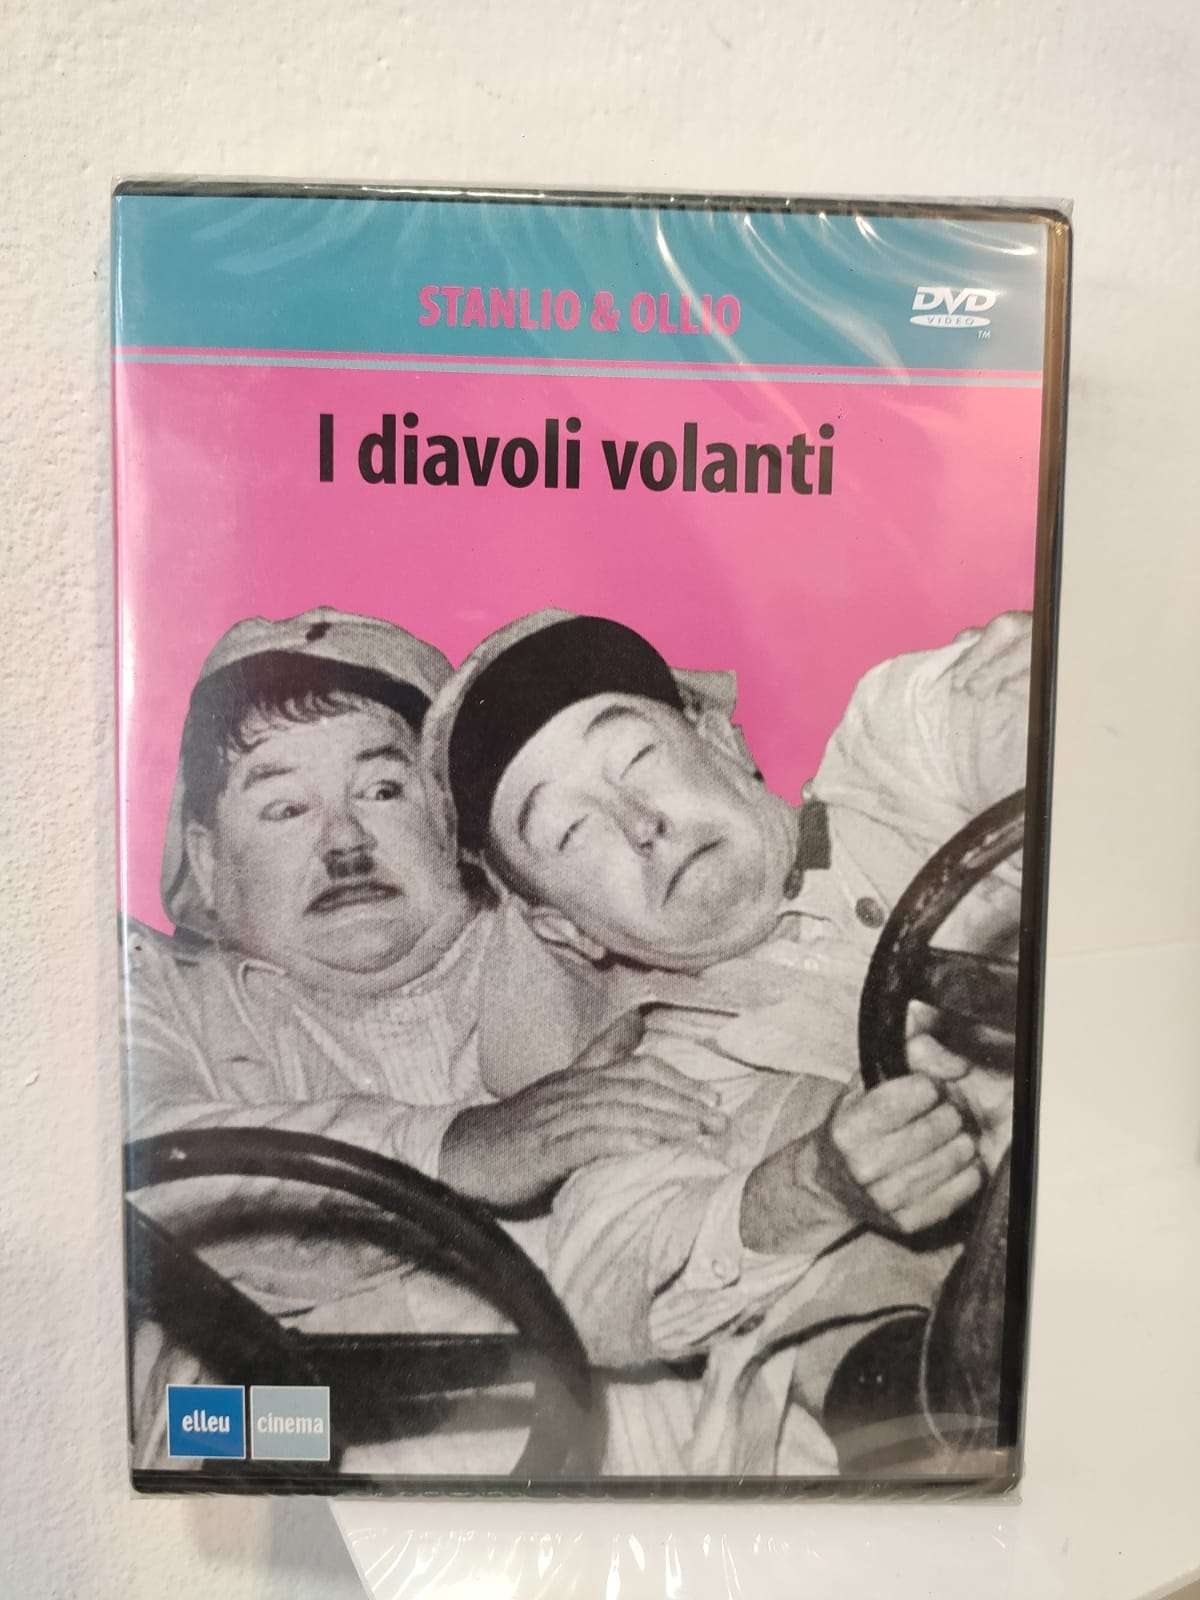 STANLIO & OLLIO
DVD
VIDEO
TM
I diavoli volanti
elleu cinema